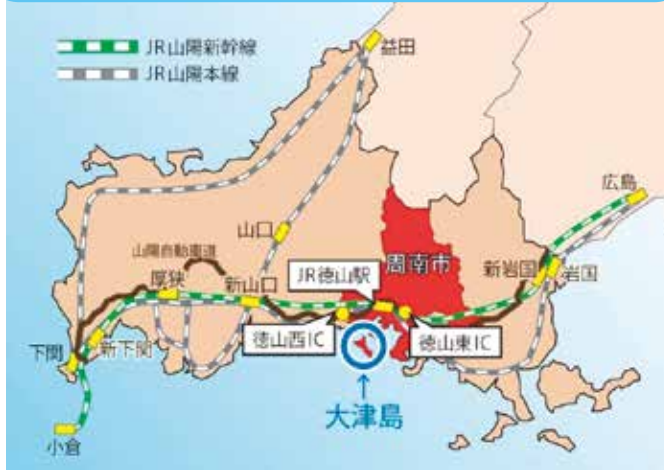 JR山陽新幹線
JR山陽本線
益田
広島
山口
山陽自動車道
JR徳山駅
周南市
新岩国
岩国
厚狭
新山口
徳山西IC
徳山東IC
下関
新下関
大津島
小倉